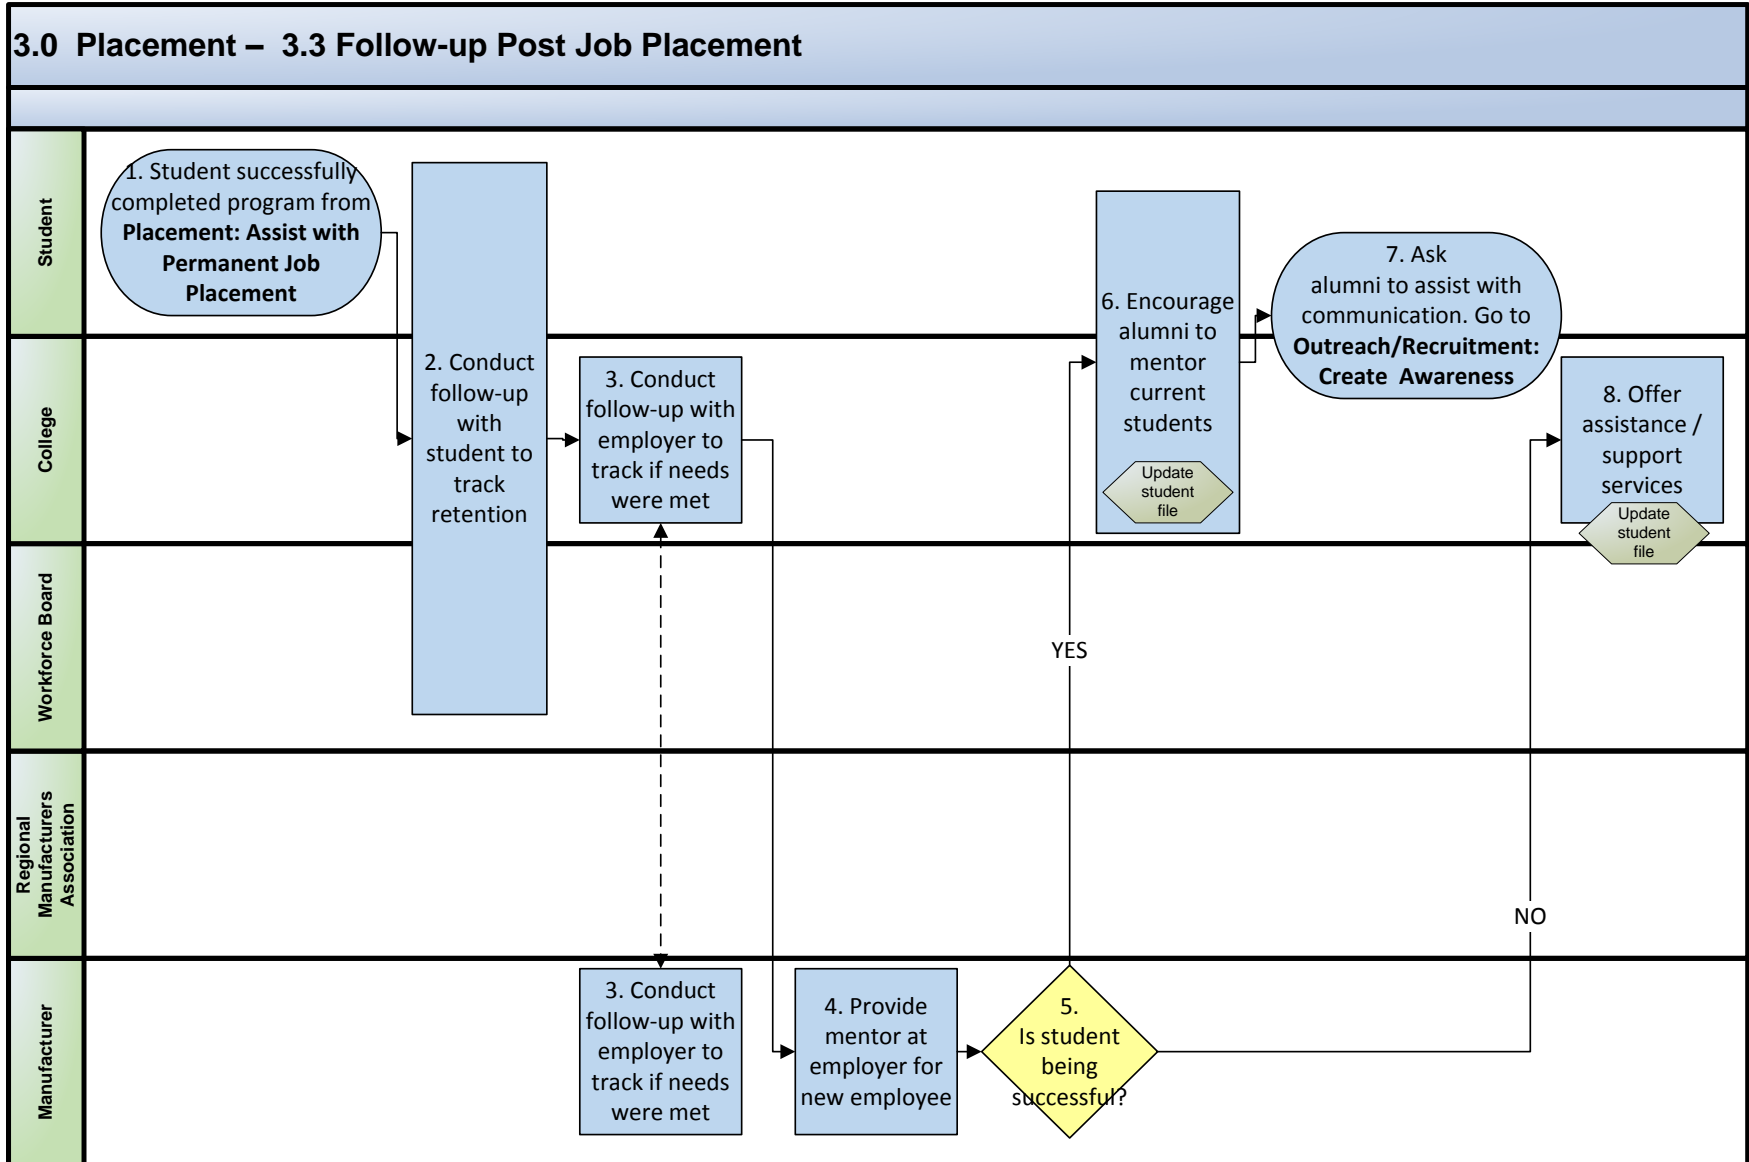 3.0  Placement –  3.3 Follow-up Post Job Placement
Student
1. Student successfully
completed program from
Placement: Assist with
Permanent Job
Placement
College
2. Conduct
follow-up
with
student to
track
retention
3. Conduct
follow-up with
employer to
track if needs
were met
6. Encourage
alumni to
mentor
current
students
Update
student
file
7. Ask
alumni to assist with
communication. Go to
Outreach/Recruitment:
Create  Awareness
8. Offer
assistance /
support
services
Update
student
file
Workforce Board
YES
Regional
Manufacturers
Association
NO
Manufacturer
3. Conduct
follow-up with
employer to
track if needs
were met
4. Provide
mentor at
employer for
new employee
5.
Is student
being
successful?